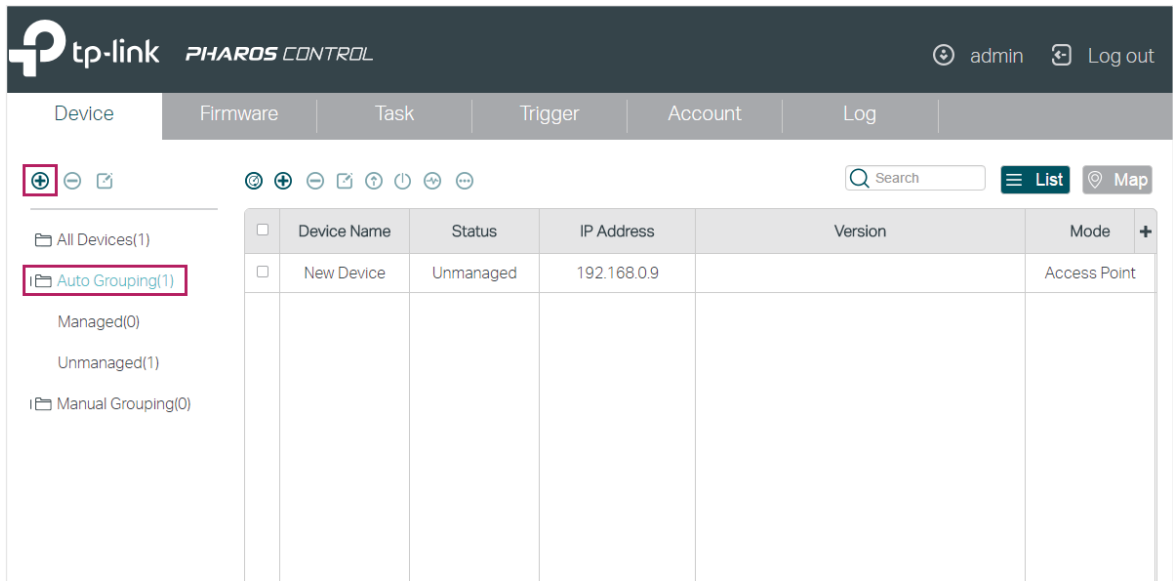 tp-link PHAROS CONTROL
admin Log out
Device Firmware Task Trigger Account Log
Search List Map
All Devices(1)
Auto Grouping(1)
Managed(0)
Unmanaged(1)
Manual Grouping(0)
Device Name Status IP Address Version Mode +
New Device Unmanaged 192.168.0.9 Access Point